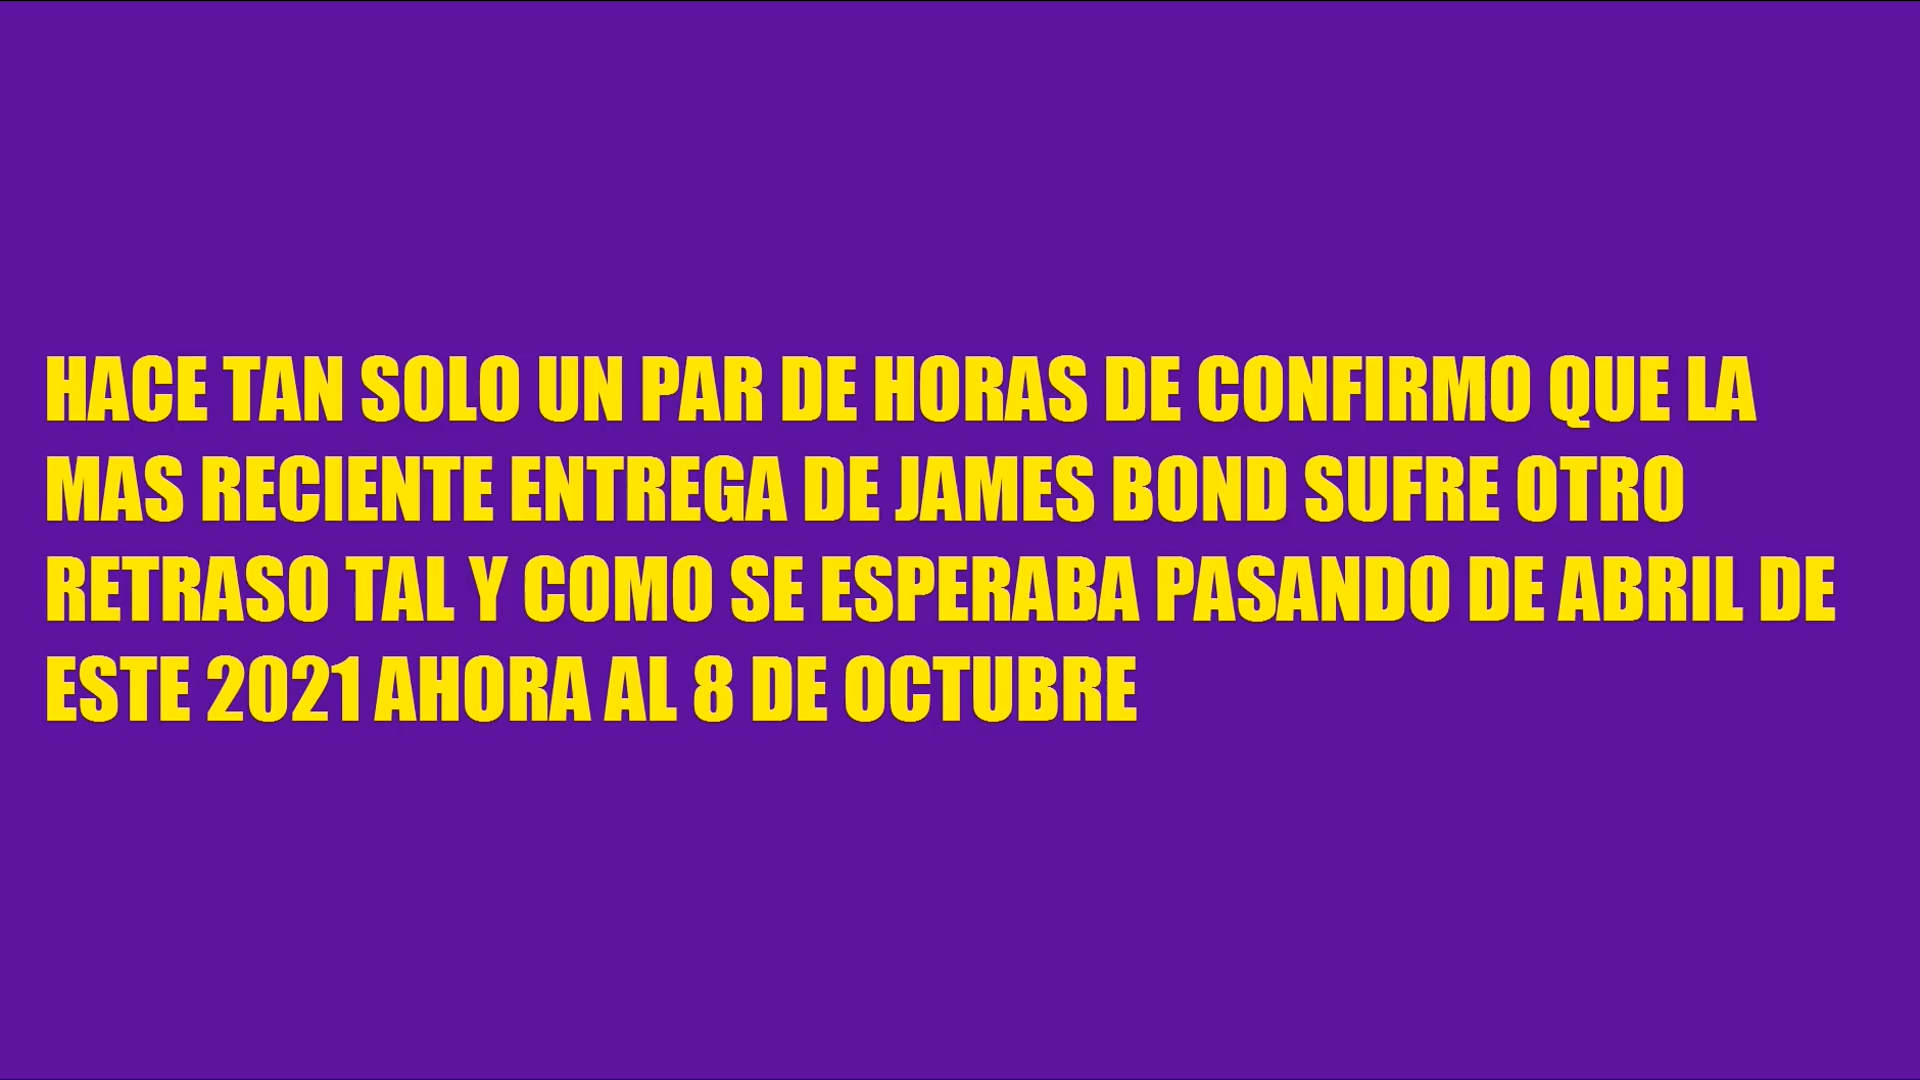 HACE TAN SOLO UN PAR DE HORAS DE CONFIRMO QUE LA
MAS RECIENTE ENTREGA DE JAMES BOND SUFRE OTRO
RETRASO TAL Y COMO SE ESPERABA PASANDO DE ABRIL DE
ESTE 2021 AHORA AL 8 DE OCTUBRE